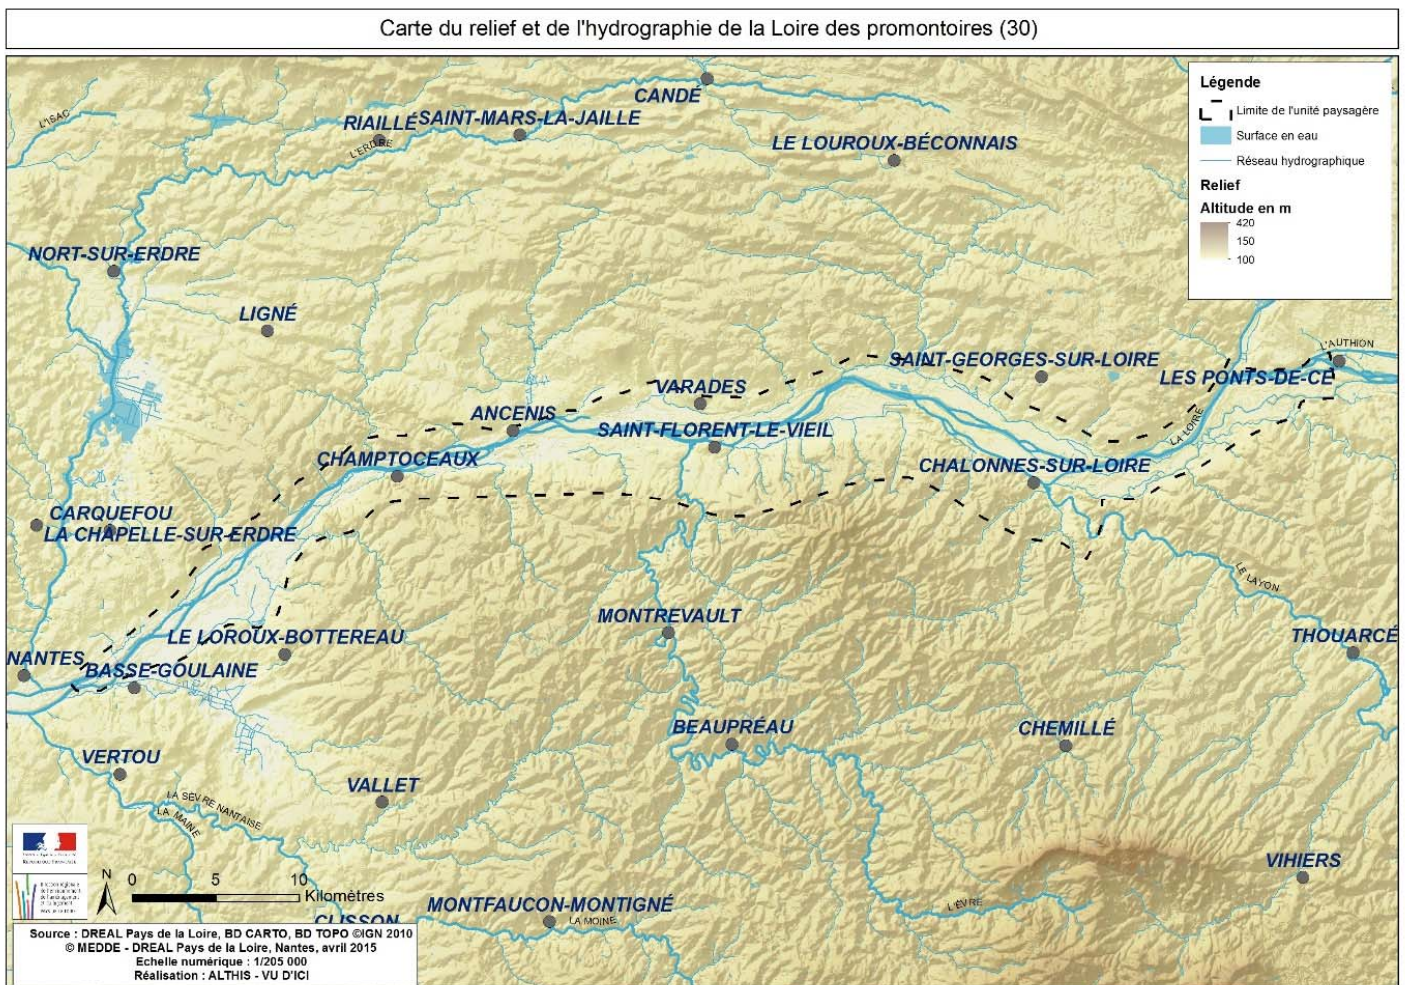 Carte du relief et de l'hydrographie de la Loire des promontoires (30)
Légende
Limite de l'unité paysagère
Surface en eau
Réseau hydrographique
Relief
Altitude en m
420
150
100
CANDÉ
L'ISAC
RIAILLÉ
SAINT-MARS-LA-JAILLE
L'ERDRE
LE LOUROUX-BÉCONNAIS
NORT-SUR-ERDRE
LIGNÉ
L'AUTHION
SAINT-GEORGES-SUR-LOIRE
LES PONTS-DE-CÉ
VARADES
ANCENIS
LA LOIRE
SAINT-FLORENT-LE-VIEIL
CHAMPTOCEAUX
CHALONNES-SUR-LOIRE
CARQUEFOU
LA CHAPELLE-SUR-ERDRE
LE LAYON
MONTREVAULT
LE LOROUX-BOTTEREAU
THOUARCÉ
NANTES
BASSE-GOULAINE
BEAUPRÉAU
CHEMILLÉ
VERTOU
VALLET
LA SÈVRE NANTAISE
LA MAINE
VIHIERS
L'ÈVRE
MONTFAUCON-MONTIGNÉ
LA MOINE
CLISSON
N
0 5 10
Kilomètres
Source : DREAL Pays de la Loire, BD CARTO, BD TOPO ©IGN 2010
© MEDDE - DREAL Pays de la Loire, Nantes, avril 2015
Echelle numérique : 1/205 000
Réalisation : ALTHIS - VU D'ICI